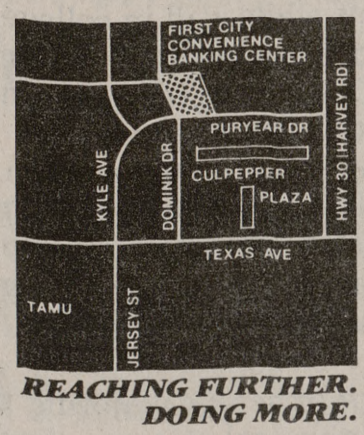 FIRST CITY
CONVENIENCE
BANKING CENTER
HWY 30 (HARVEY RD)
PURYEAR DR
KYLE AVE
DOMINIK DR
CULPEPPER
PLAZA
TEXAS AVE
TAMU
JERSEY ST
REACHING FURTHER.
DOING MORE.